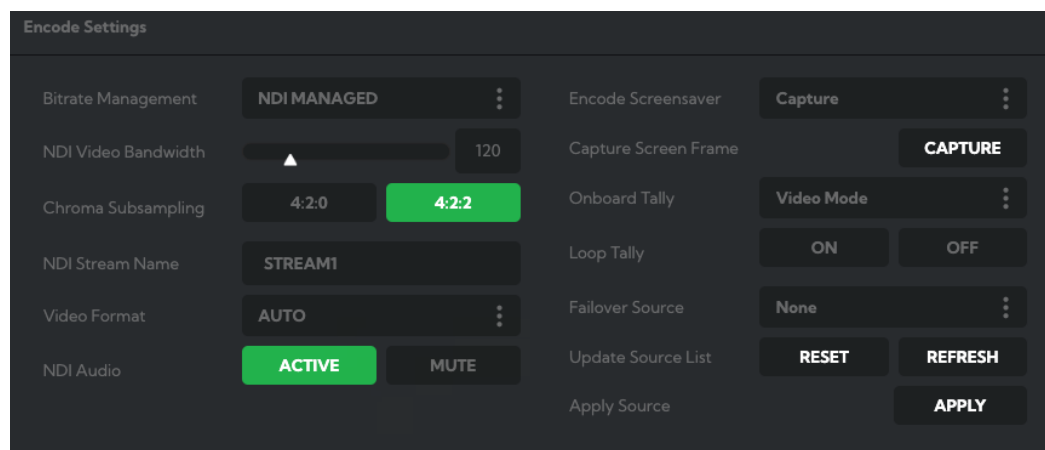 Encode Settings
Bitrate Management
NDI MANAGED
NDI Video Bandwidth
120
Chroma Subsampling
4:2:0
4:2:2
NDI Stream Name
STREAM1
Video Format
AUTO
NDI Audio
ACTIVE
MUTE
Encode Screensaver
Capture
Capture Screen Frame
CAPTURE
Onboard Tally
Video Mode
Loop Tally
ON
OFF
Failover Source
None
Update Source List
RESET
REFRESH
Apply Source
APPLY